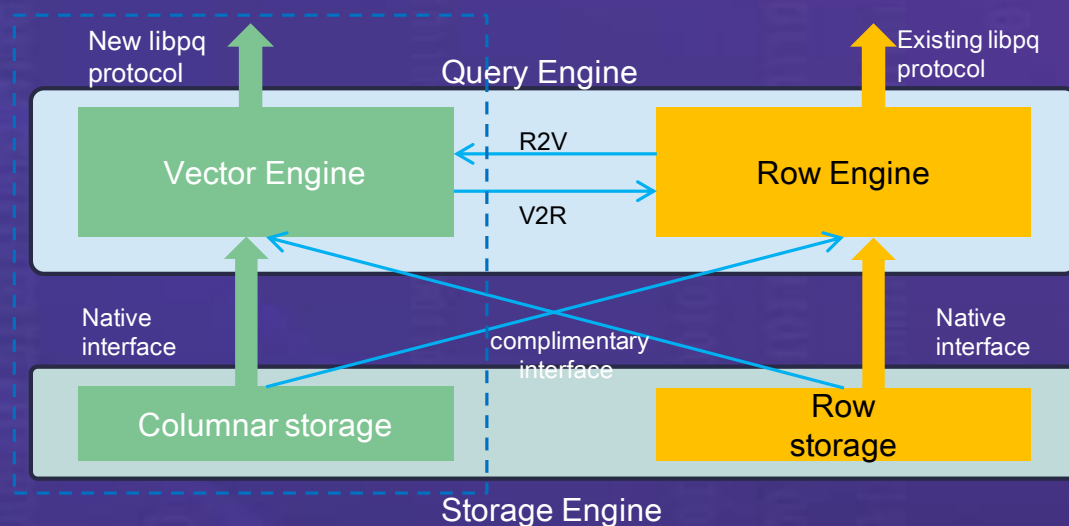 New libpq
protocol
Query Engine
Existing libpq
protocol
Vector Engine
R2V
V2R
Row Engine
Native
interface
complimentary
interface
Native
interface
Columnar storage
Row
storage
Storage Engine